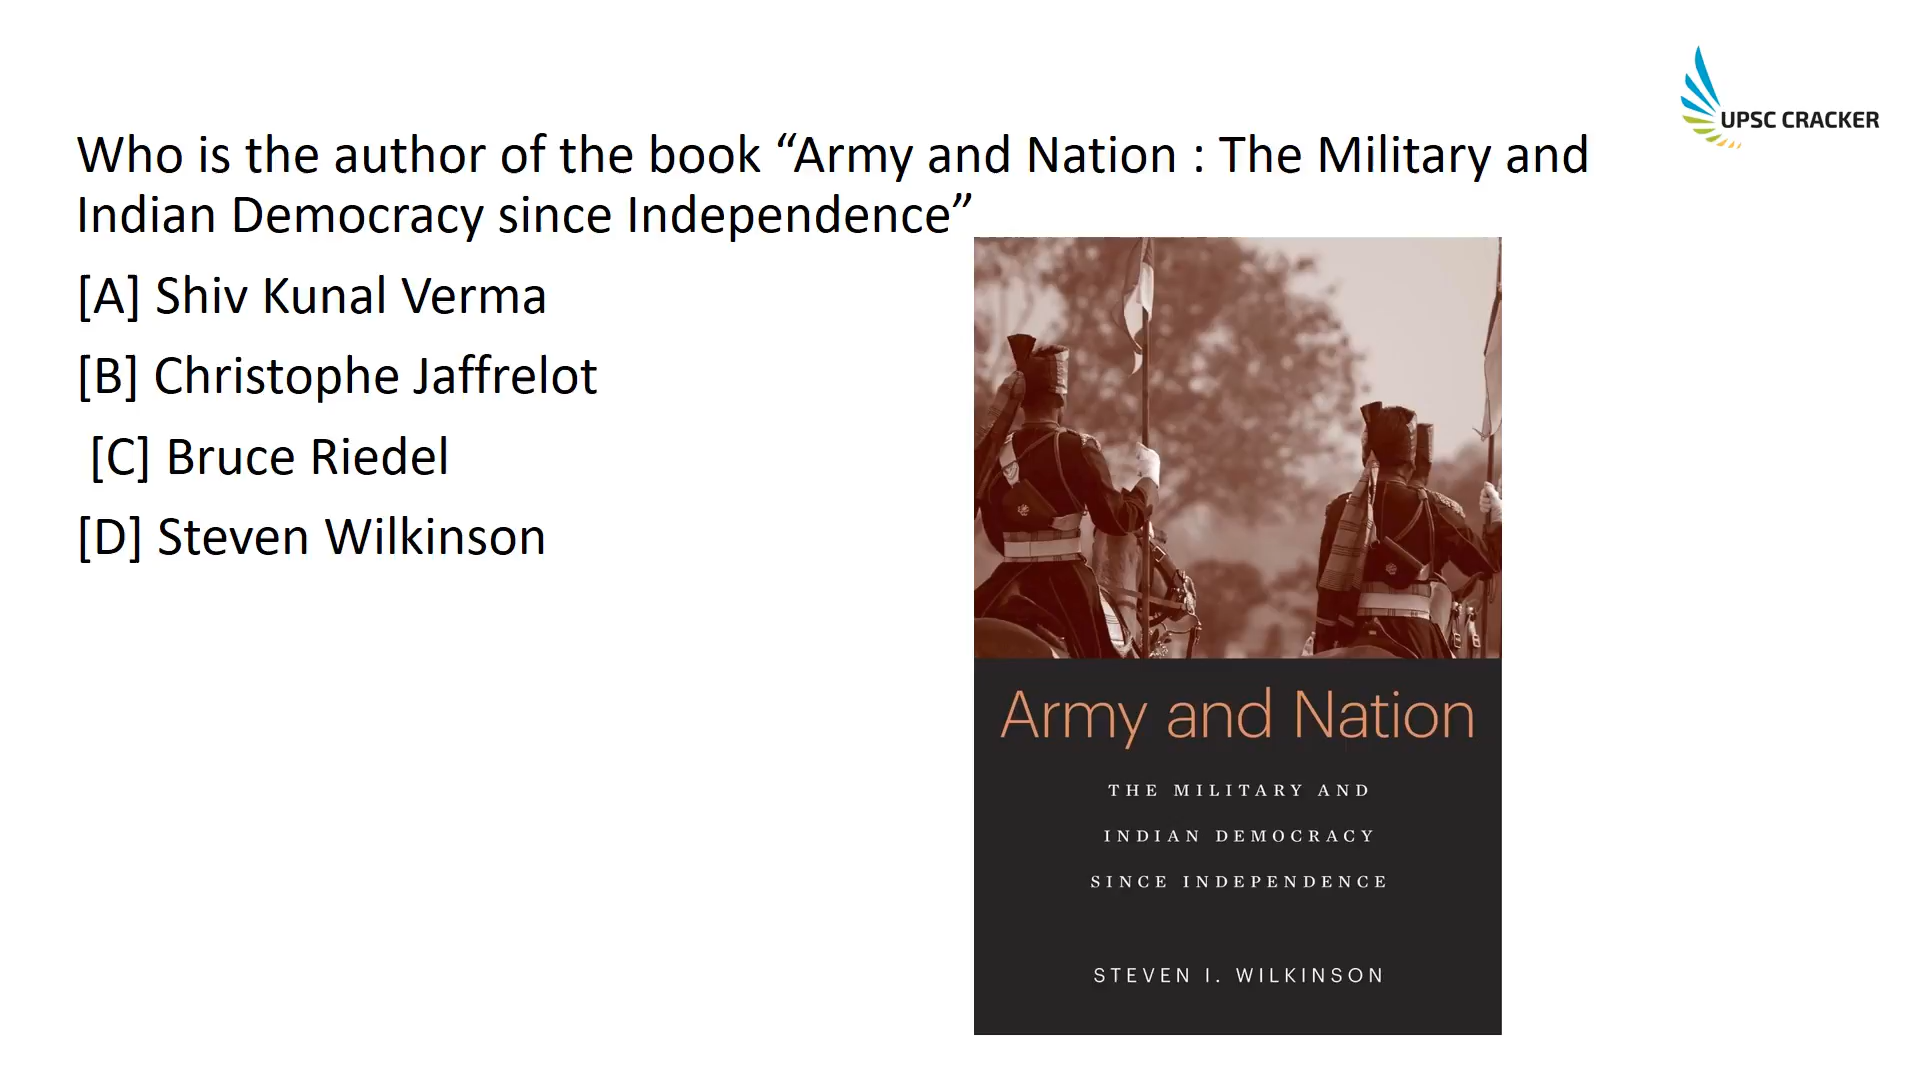 UPSC CRACKER
Who is the author of the book “Army and Nation : The Military and
Indian Democracy since Independence”
[A] Shiv Kunal Verma
[B] Christophe Jaffrelot
[C] Bruce Riedel
[D] Steven Wilkinson
Army and Nation
THE MILITARY AND
INDIAN DEMOCRACY
SINCE INDEPENDENCE
STEVEN I. WILKINSON